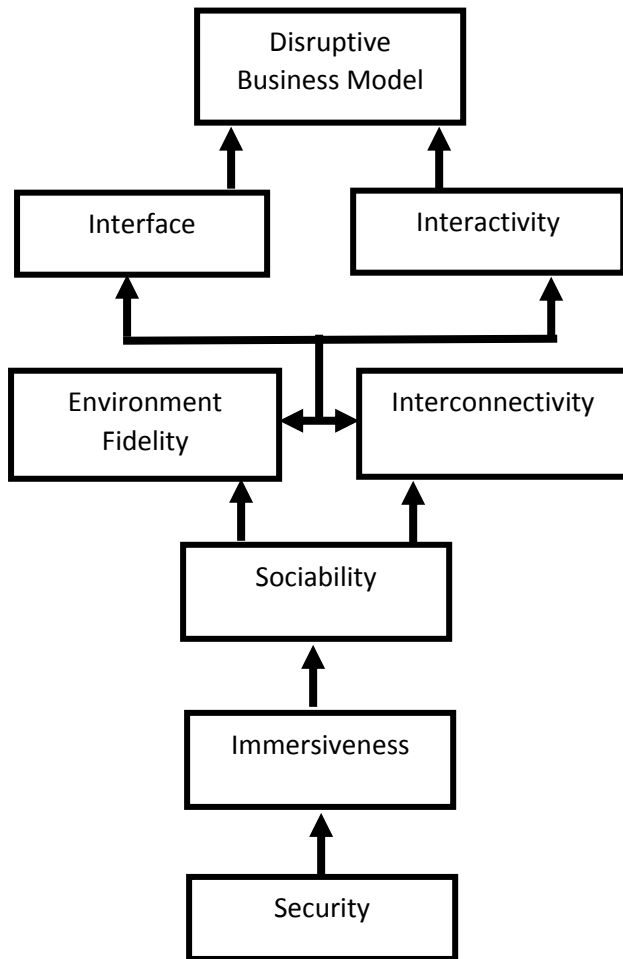 Disruptive
Business Model
Interface
Interactivity
Environment
Fidelity
Interconnectivity
Sociability
Immersiveness
Security